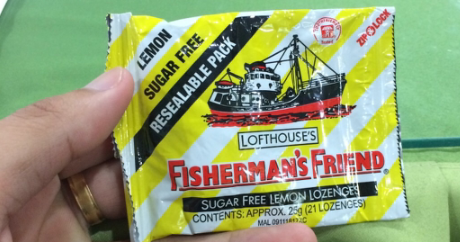 LEMON
SUGAR FREE
RESEALABLE PACK
ZIP LOCK
LOFTHOUSE'S
FISHERMAN'S FRIEND
SUGAR FREE LEMON LOZENGES
CONTENTS: APPROX. 25g (21 LOZENGES)